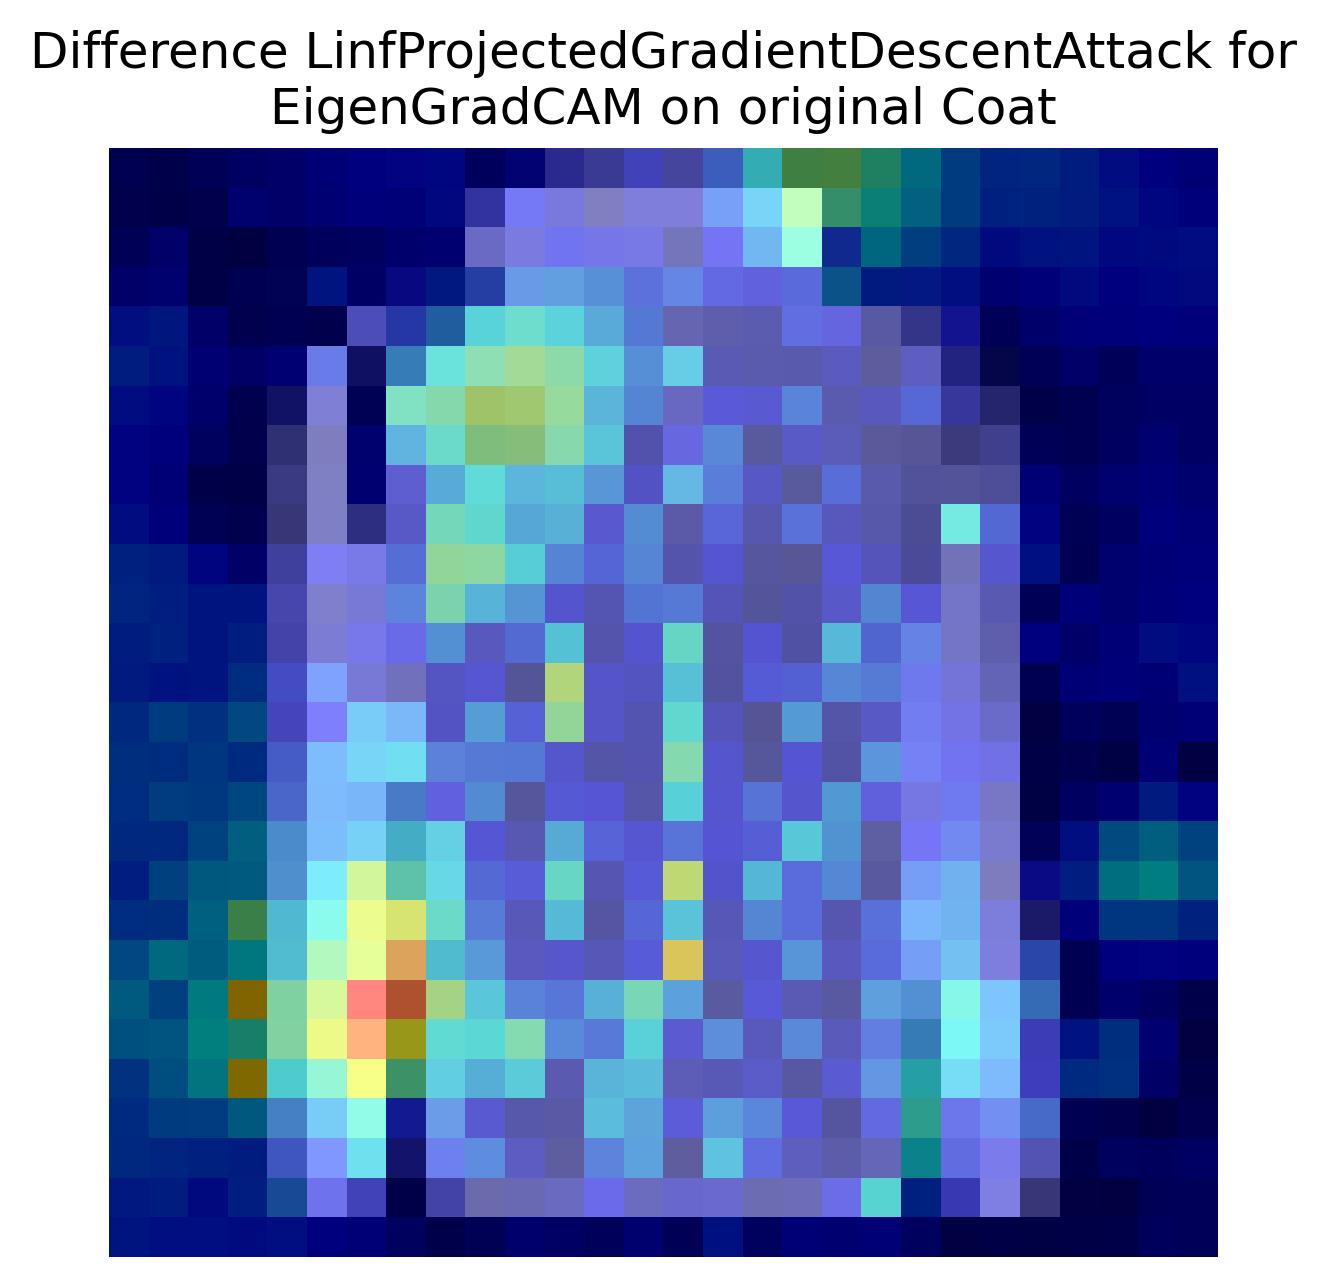 Difference LinfProjectedGradientDescentAttack for
EigenGradCAM on original Coat